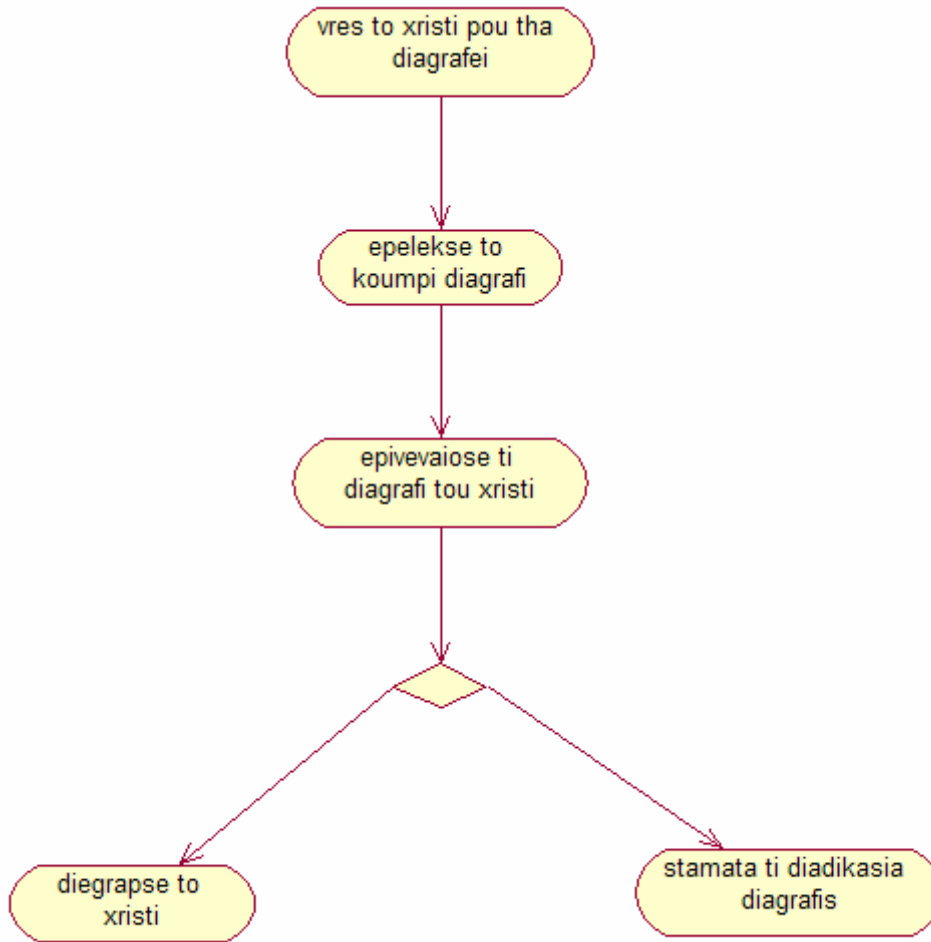 vres to xristi pou tha
diagrafei
epelekse to
koumpi diagrafi
epivevaiose ti
diagrafi tou xristi
diegrapse to
xristi
stamata ti diadikasia
diagrafis